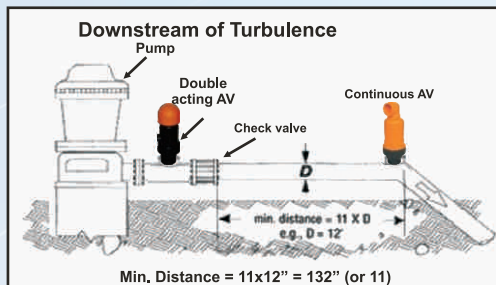 Downstream of Turbulence
Pump
Double
acting AV
Continuous AV
Check valve
D
min. distance = 11 X D
e.g., D = 12'
Min. Distance = 11x12" = 132" (or 11)